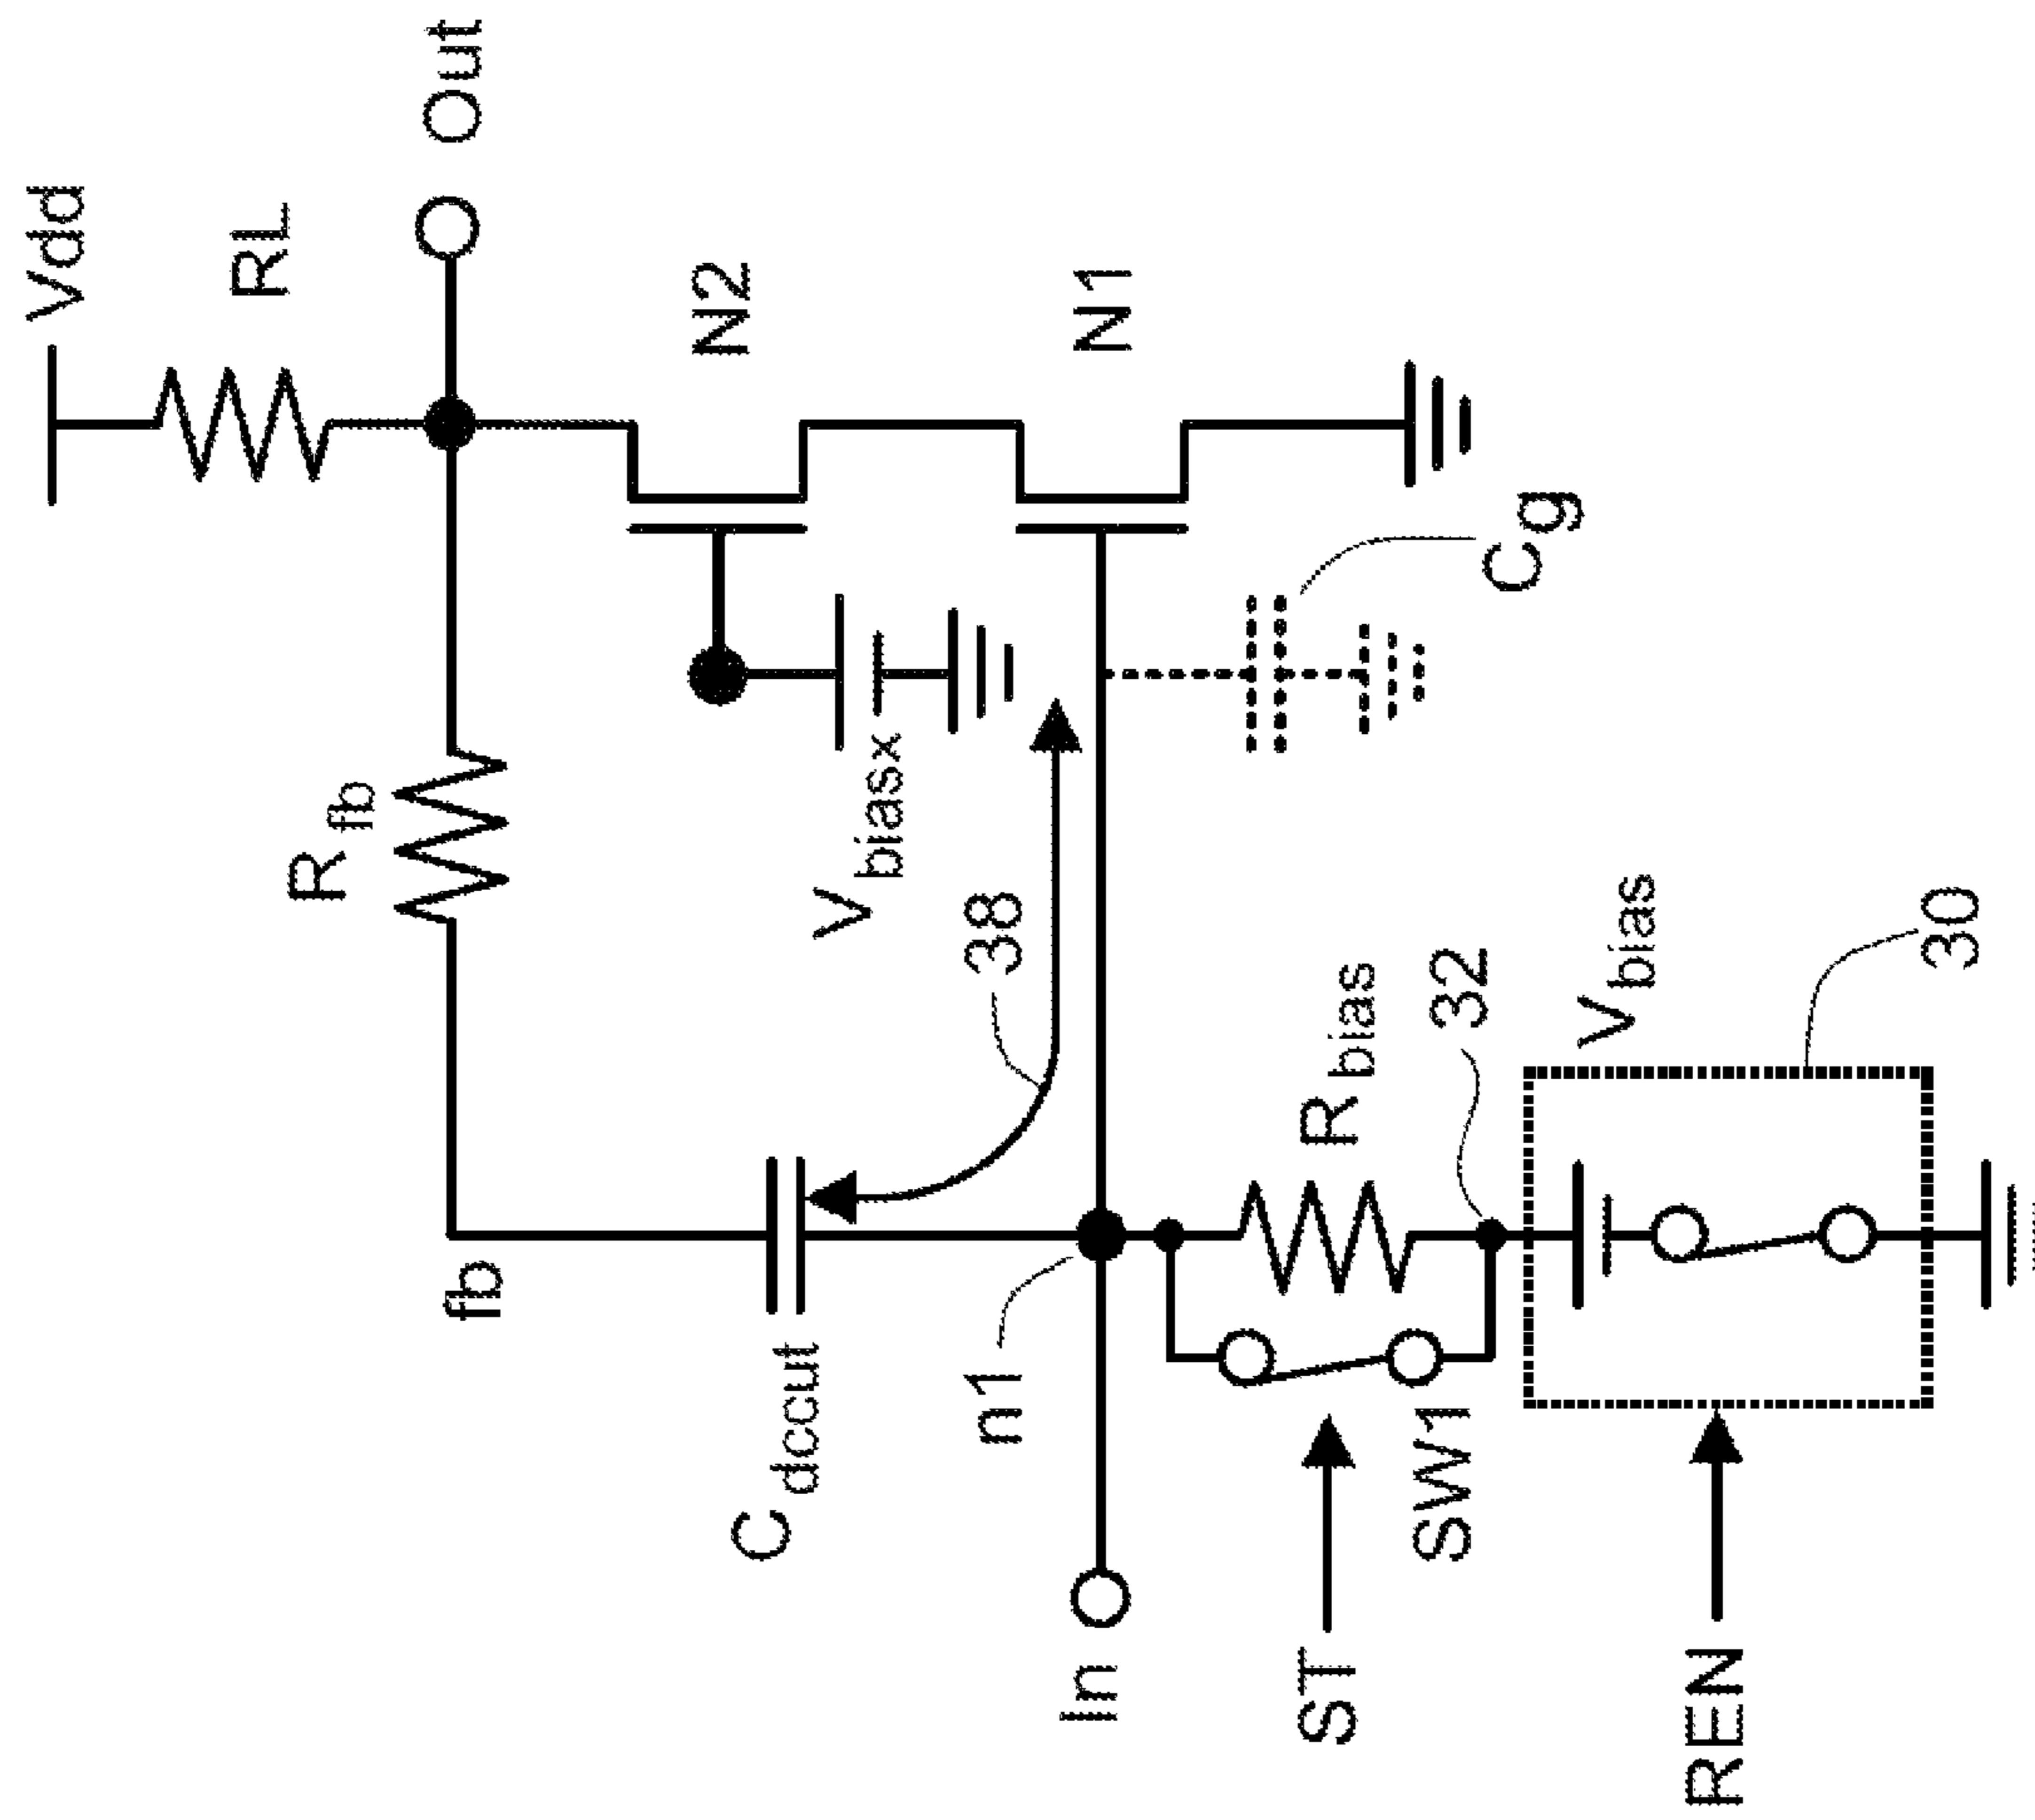 Vdd
RL
Out
Rfb
fb
N2
Vbiasx
Cdccut
38
N1
n1
In
Cg
Rbias
32
ST
SW1
Vbias
30
REN